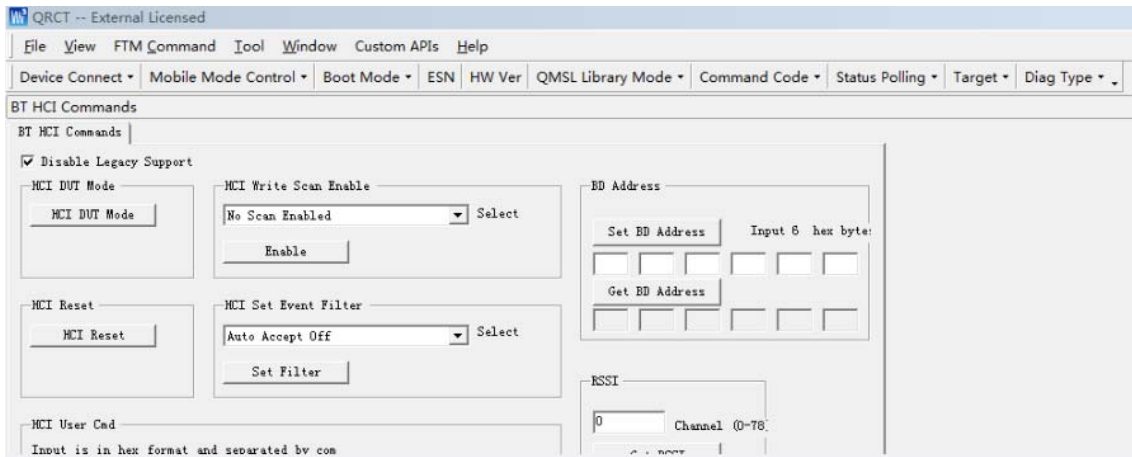 QRCT -- External Licensed
File View FTM Command Tool Window Custom APIs Help
Device Connect Mobile Mode Control Boot Mode ESN HW Ver QMSL Library Mode Command Code Status Polling Target Diag Type
BT HCI Commands
BT HCI Commands
Disable Legacy Support
HCI DUT Mode
HCI DUT Mode
HCI Write Scan Enable
No Scan Enabled Select
Enable
BD Address
Set BD Address Input 6 hex bytes
Get BD Address
HCI Reset
HCI Reset
HCI Set Event Filter
Auto Accept Off Select
Set Filter
RSSI
0 Channel (0-78)
Get RSSI
HCI User Cmd
Input is in hex format and separated by com